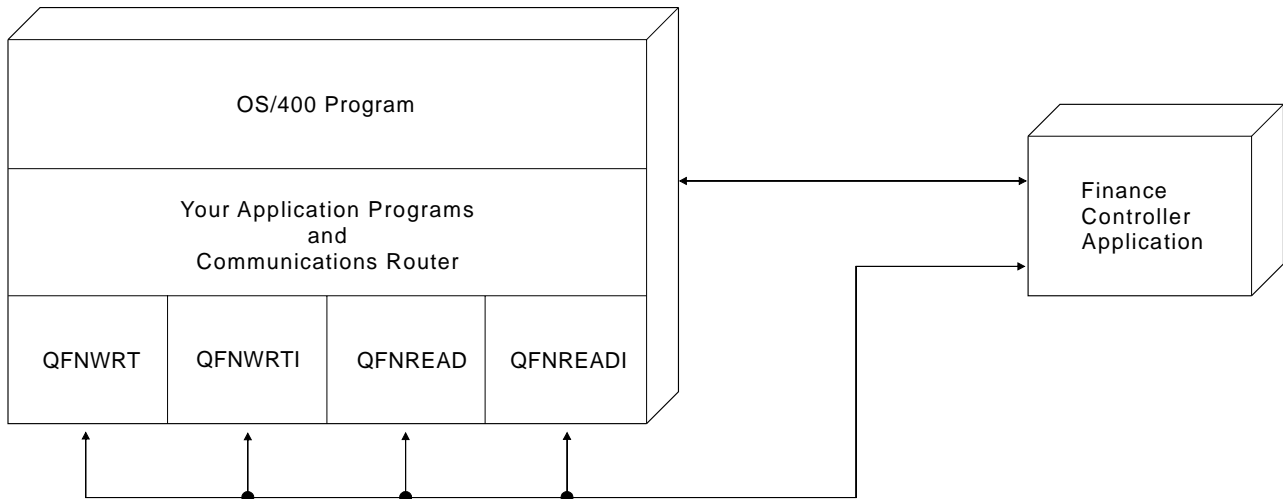 OS/400 Program
Your Application Programs
and
Communications Router
QFNWRT
QFNWRTI
QFNREAD
QFNREADI
Finance
Controller
Application